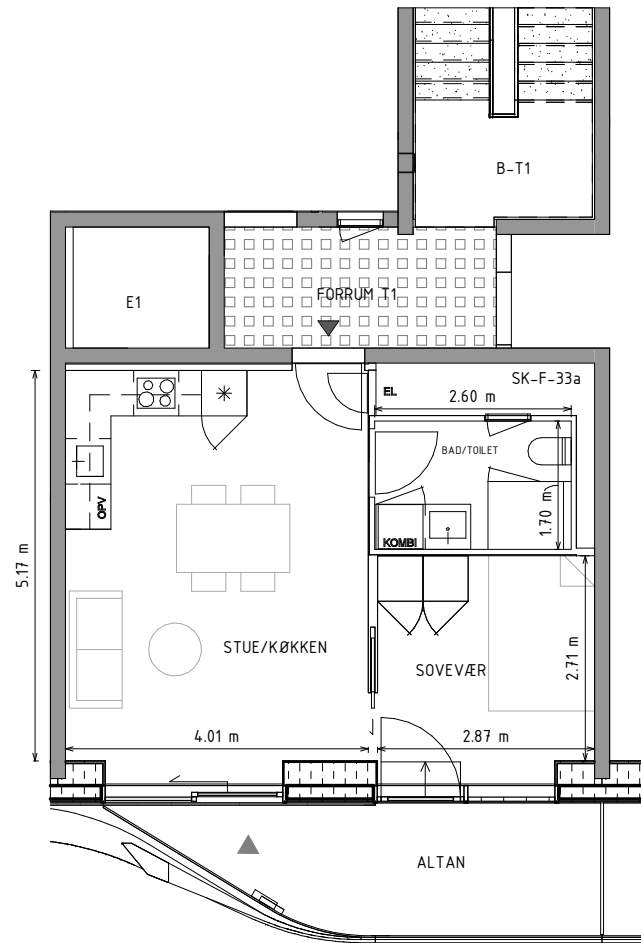 B-T1
E1
FORRUM T1
SK-F-33a
EL
2.60 m
BAD/TOILET
OPV
1.70 m
KOMBI
5.17 m
STUE/KØKKEN
SOVEVÆR
2.71 m
4.01 m
2.87 m
ALTAN